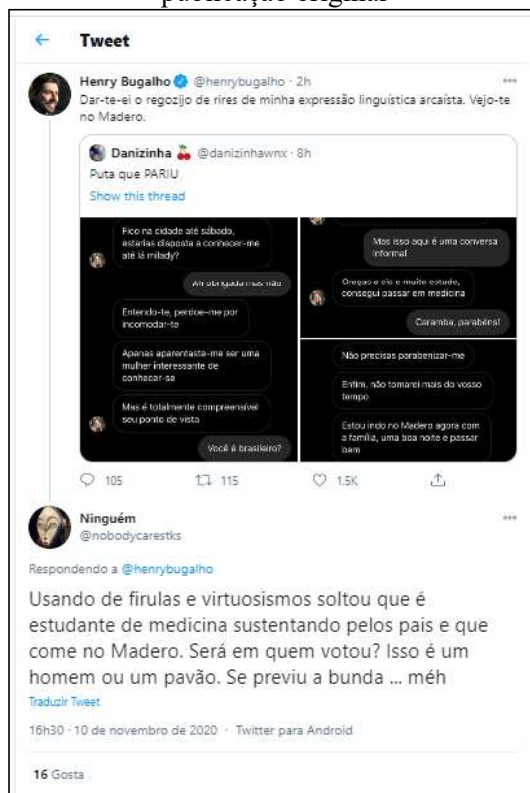 publicação original
← Tweet
Henry Bugalho @henrybugalho · 2h
Dar-te-ei o regozijo de rires de minha expressão linguística arcaísta. Vejo-te
no Madero.
Danizinha 🍒 @danizinhawnx · 8h
Puta que PARIU
Show this thread
Fico na cidade até sábado,
estarias disposta a conhecer-me
até lá milady?
Ah obrigada mas não
Entendo-te, perdoe-me por
incomodar-te
Apenas aparentaste-me ser uma
mulher interessante de
conhecer-se
Mas é totalmente compreensível
seu ponto de vista
Você é brasileiro?
Mas isso aqui é uma conversa
informal
Graças a ele e muito estudo,
consegui passar em medicina
Caramba, parabéns!
Não precisas parabenizar-me
Enfim, não tomarei mais do vosso
tempo
Estou indo no Madero agora com
a família, uma boa noite e passar
bem
105 115 1.5K
Ninguém
@nobodycarestks
Respondendo a @henrybugalho
Usando de firulas e virtuosismos soltou que é
estudante de medicina sustentando pelos pais e que
come no Madero. Será em quem votou? Isso é um
homem ou um pavão. Se previu a bunda ... méh
Traduzir Tweet
16h30 · 10 de novembro de 2020 · Twitter para Android
16 Gosta